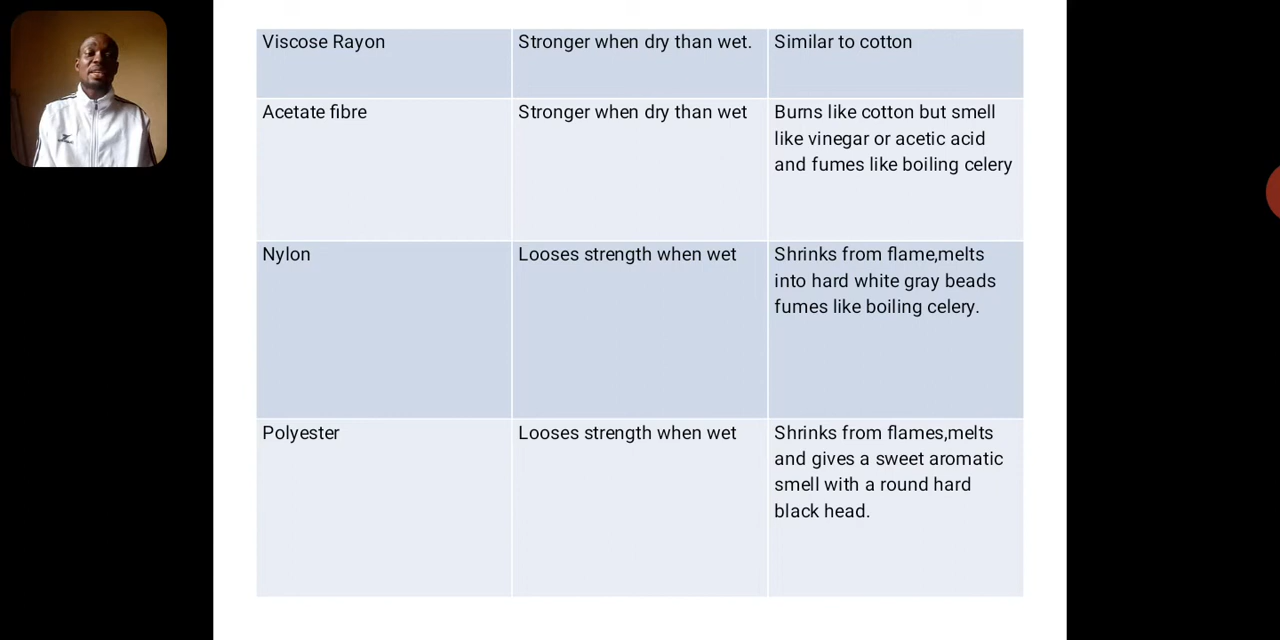 Viscose Rayon
Stronger when dry than wet.
Similar to cotton
Acetate fibre
Stronger when dry than wet
Burns like cotton but smell
like vinegar or acetic acid
and fumes like boiling celery
Nylon
Looses strength when wet
Shrinks from flame,melts
into hard white gray beads
fumes like boiling celery.
Polyester
Looses strength when wet
Shrinks from flames,melts
and gives a sweet aromatic
smell with a round hard
black head.